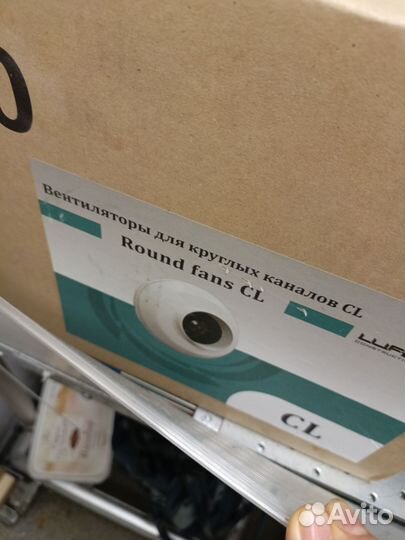 Вентиляторы для круглых каналов CL
Round fans CL
CL
Avito